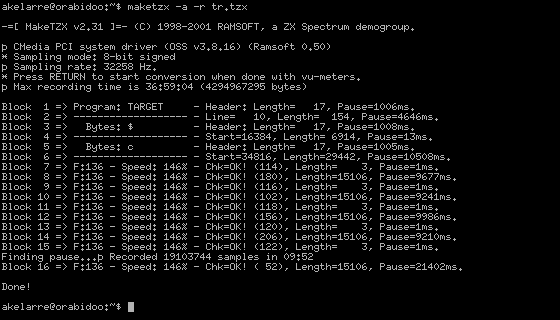 akelarre@orabidoo:~$ maketzx -a -r tr.tzx
-=[ MakeTZX v2.31 ]=- (C) 1998-2001 RAMSOFT, a ZX Spectrum demogroup.
p CMedia PCI system driver (OSS v3.8.16) (Ramsoft 0.50)
* Sampling mode: 8-bit signed
p Sampling rate: 32258 Hz.
* Press RETURN to start conversion when done with vu-meters.
p Max recording time is 36:59:04 (4294967295 bytes)
Block  1 => Program: TARGET     - Header: Length=   17, Pause=1006ms.
Block  2 => ------------------- - Line=   10, Length=  154, Pause=4646ms.
Block  3 =>   Bytes: $          - Header: Length=   17, Pause=1008ms.
Block  4 => ------------------- - Start=16384, Length= 6914, Pause=13ms.
Block  5 =>   Bytes: c          - Header: Length=   17, Pause=1005ms.
Block  6 => ------------------- - Start=34816, Length=29442, Pause=10508ms.
Block  7 => F:136 - Speed: 146% - Chk=OK! (114), Length=    3, Pause=1ms.
Block  8 => F:136 - Speed: 146% - Chk=OK! (180), Length=15106, Pause=9677ms.
Block  9 => F:136 - Speed: 146% - Chk=OK! (116), Length=    3, Pause=1ms.
Block 10 => F:136 - Speed: 146% - Chk=OK! (102), Length=15106, Pause=9241ms.
Block 11 => F:136 - Speed: 146% - Chk=OK! (118), Length=    3, Pause=1ms.
Block 12 => F:136 - Speed: 146% - Chk=OK! (156), Length=15106, Pause=9986ms.
Block 13 => F:136 - Speed: 146% - Chk=OK! (120), Length=    3, Pause=1ms.
Block 14 => F:136 - Speed: 146% - Chk=OK! (206), Length=15106, Pause=9210ms.
Block 15 => F:136 - Speed: 146% - Chk=OK! (122), Length=    3, Pause=1ms.
Finding pause...p Recorded 19103744 samples in 09:52
Block 16 => F:136 - Speed: 146% - Chk=OK! ( 52), Length=15106, Pause=21402ms.
Done!
akelarre@orabidoo:~$